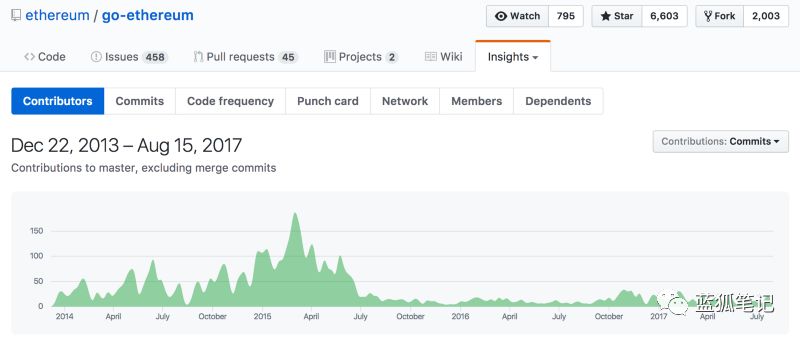 ethereum / go-ethereum Watch 795 Star 6,603 Fork 2,003
Code Issues 458 Pull requests 45 Projects 2 Wiki Insights
Contributors Commits Code frequency Punch card Network Members Dependents
Dec 22, 2013 – Aug 15, 2017 Contributions: Commits
Contributions to master, excluding merge commits
150
100
50
0
2014 April July October 2015 April July October 2016 April July October 2017 April July
蓝狐笔记